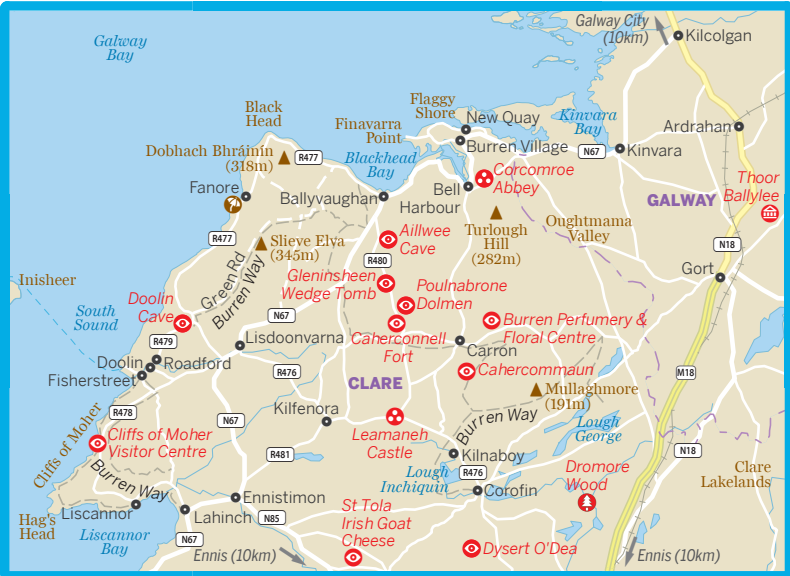 Galway
Bay
Galway City
(10km)
Kilcolgan
Black
Head
Flaggy
Shore
New Quay
Finavarra
Point
Kinvara
Bay
Ardrahan
Dobhach Bhráinín
(318m)
R477
Blackhead
Bay
Burren Village
N67
Kinvara
Fanore
Ballyvaughan
Bell
Harbour
Corcomroe
Abbey
Thoor
Ballylee
GALWAY
R477
Slieve Elva
(345m)
Aillwee
Cave
Turlough
Hill
(282m)
Oughtmama
Valley
N18
R480
Gort
Inisheer
Green Rd
Burren Way
Gleninsheen
Wedge Tomb
Poulnabrone
Dolmen
South
Sound
Doolin
Cave
N67
Caherconnell
Fort
Burren Perfumery &
Floral Centre
R479
Lisdoonvarna
Carron
Doolin
Roadford
Fisherstreet
R476
CLARE
Cahercommaun
M18
Mullaghmore
(191m)
R478
N67
Kilfenora
Leamaneh
Castle
Burren Way
Lough
George
Cliffs of Moher
Cliffs of Moher
Visitor Centre
R481
Kilnaboy
N18
Burren Way
Lough
Inchiquin
R476
Corofin
Dromore
Wood
Clare
Lakelands
Hag's
Head
Liscannor
Ennistimon
St Tola
Irish Goat
Cheese
Liscannor
Bay
Lahinch
N85
N67
Ennis (10km)
Dysert O'Dea
Ennis (10km)